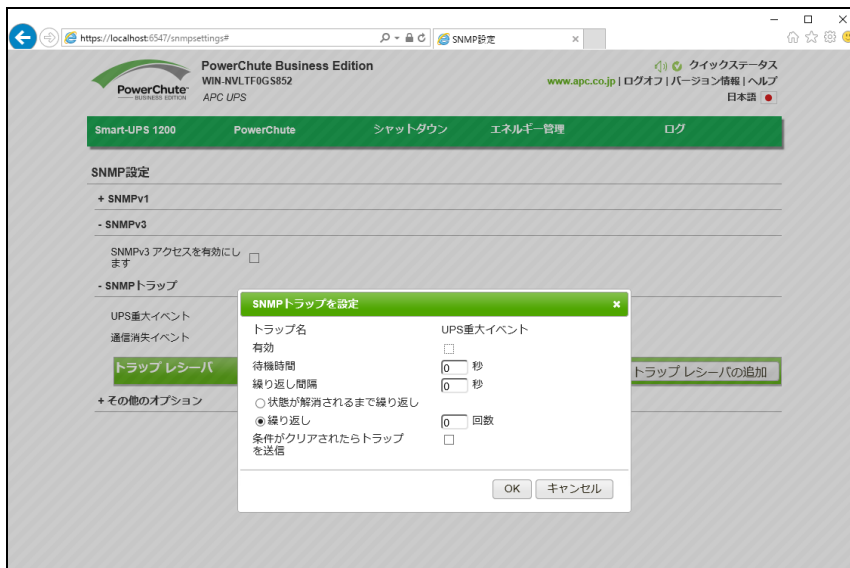 https://localhost:6547/snmpsettings#
SNMP設定
PowerChute
BUSINESS EDITION
PowerChute Business Edition
WIN-NVLTF0GS852
APC UPS
クイックステータス
www.apc.co.jp | ログオフ | バージョン情報 | ヘルプ
日本語
Smart-UPS 1200 PowerChute シャットダウン エネルギー管理 ログ
SNMP設定
+ SNMPv1
- SNMPv3
SNMPv3 アクセスを有効にし
ます
- SNMPトラップ
UPS重大イベント
通信消失イベント
トラップ レシーバ
トラップ レシーバの追加
+ その他のオプション
SNMPトラップを設定
トラップ名 UPS重大イベント
有効
待機時間 0 秒
繰り返し間隔 0 秒
状態が解消されるまで繰り返し
繰り返し 0 回数
条件がクリアされたらトラップ
を送信
OK キャンセル